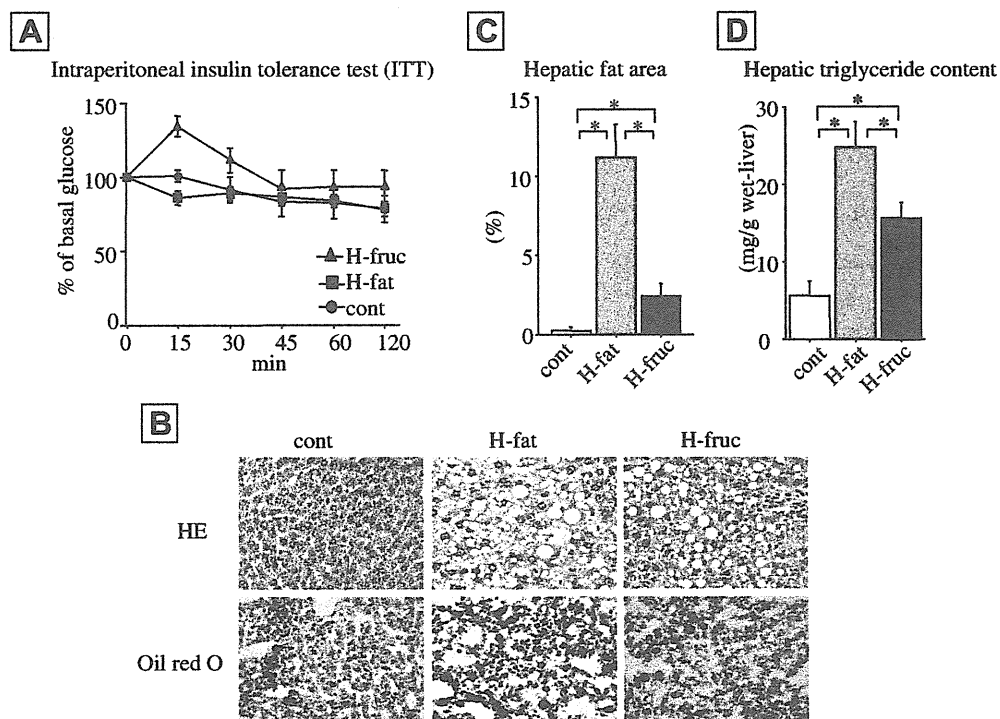 A
Intraperitoneal insulin tolerance test (ITT)
% of basal glucose
150
100
50
0
H-fruc
H-fat
cont
0 15 30 45 60 120
min
C
Hepatic fat area
(%)
15
10
5
0
* * *
cont H-fat H-fruc
D
Hepatic triglyceride content
(mg/g wet-liver)
30
20
10
0
* * *
cont H-fat H-fruc
B
cont H-fat H-fruc
HE
Oil red O